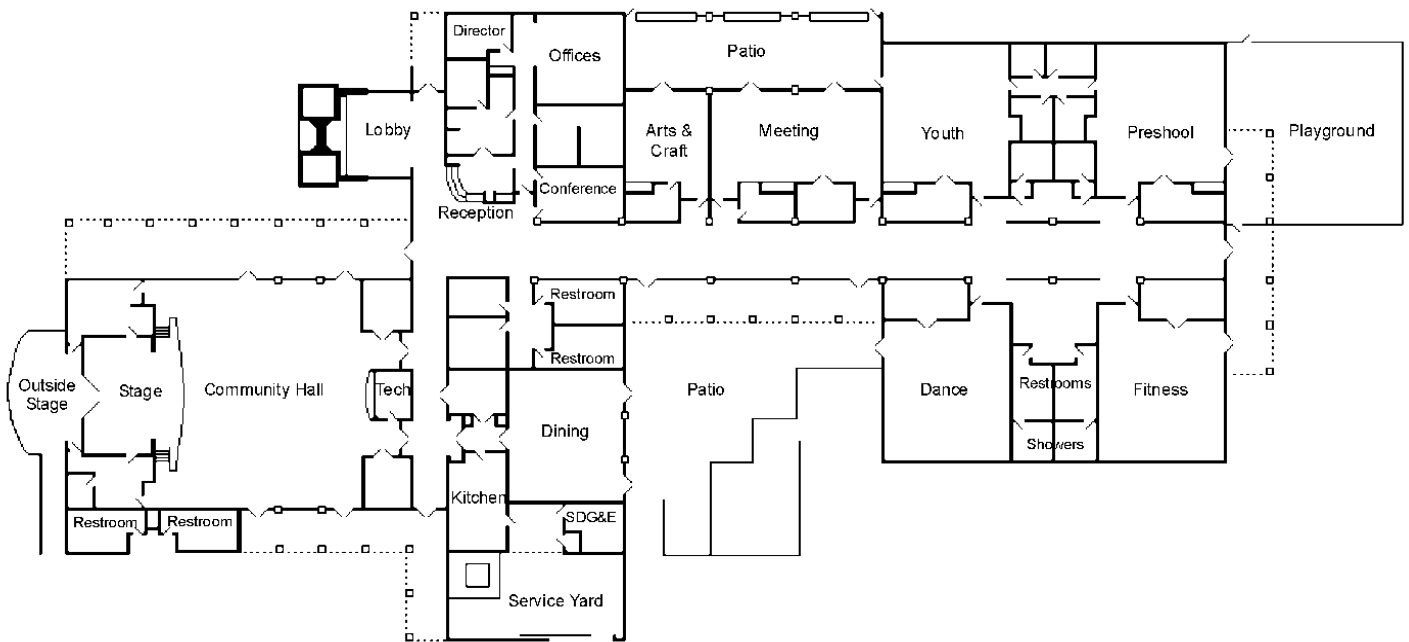 Director
Offices
Patio
Lobby
Arts &
Craft
Meeting
Youth
Preshool
Playground
Conference
Reception
Restroom
Restroom
Outside
Stage
Stage
Community Hall
Tech
Patio
Dance
Restrooms
Fitness
Dining
Showers
Kitchen
Restroom
Restroom
SDG&E
Service Yard